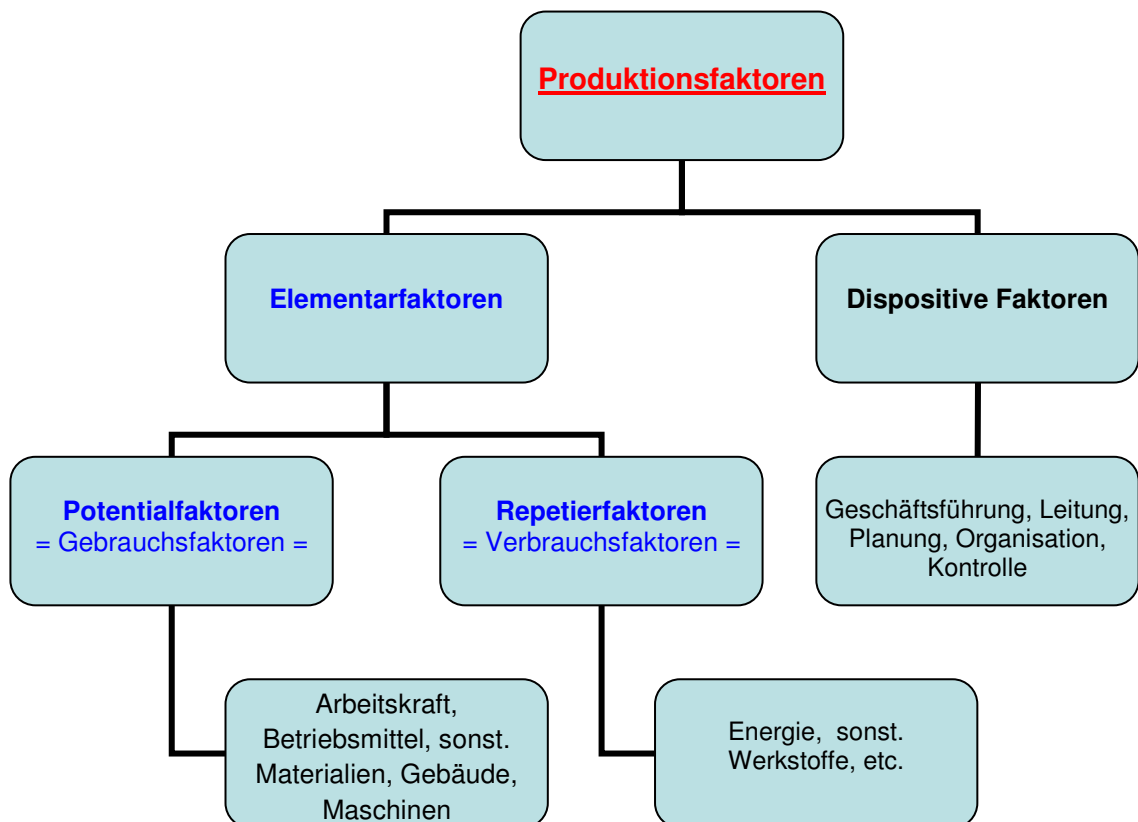 Produktionsfaktoren
Elementarfaktoren
Dispositive Faktoren
Potentialfaktoren
= Gebrauchsfaktoren =
Repetierfaktoren
= Verbrauchsfaktoren =
Geschäftsführung, Leitung,
Planung, Organisation,
Kontrolle
Arbeitskraft,
Betriebsmittel, sonst.
Materialien, Gebäude,
Maschinen
Energie, sonst.
Werkstoffe, etc.